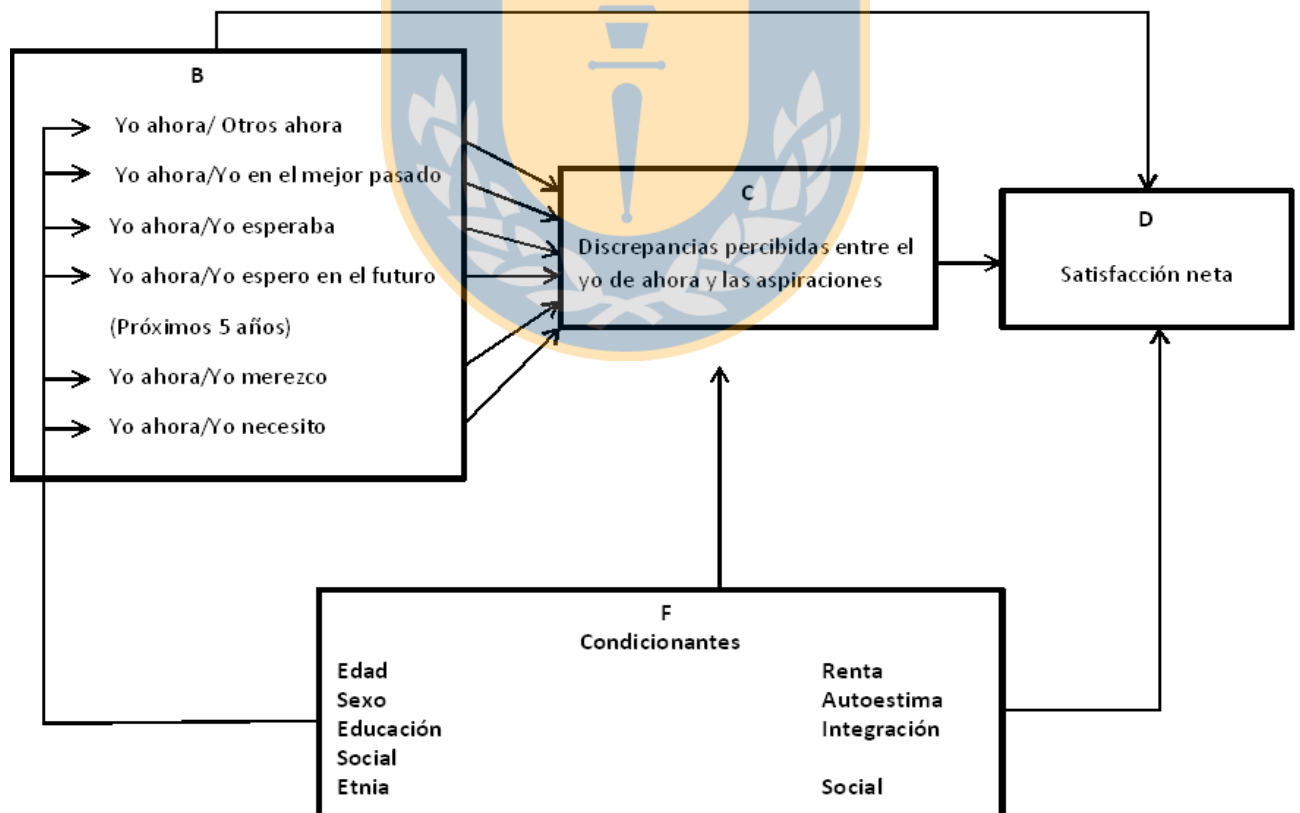 B
Yo ahora/ Otros ahora
Yo ahora/Yo en el mejor pasado
Yo ahora/Yo esperaba
Yo ahora/Yo espero en el futuro
(Próximos 5 años)
Yo ahora/Yo merezco
Yo ahora/Yo necesito
C
Discrepancias percibidas entre el
yo de ahora y las aspiraciones
D
Satisfacción neta
F
Condicionantes
Edad Renta
Sexo Autoestima
Educación Integración
Social
Etnia Social